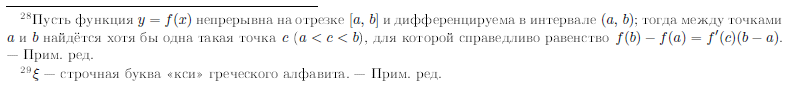 ²⁸Пусть функция y = f(x) непрерывна на отрезке [a, b] и дифференцируема в интервале (a, b); тогда между точками
a и b найдётся хотя бы одна такая точка c (a < c < b), для которой справедливо равенство f(b) − f(a) = f′(c)(b − a).
— Прим. ред.
²⁹ξ — строчная буква «кси» греческого алфавита. — Прим. ред.